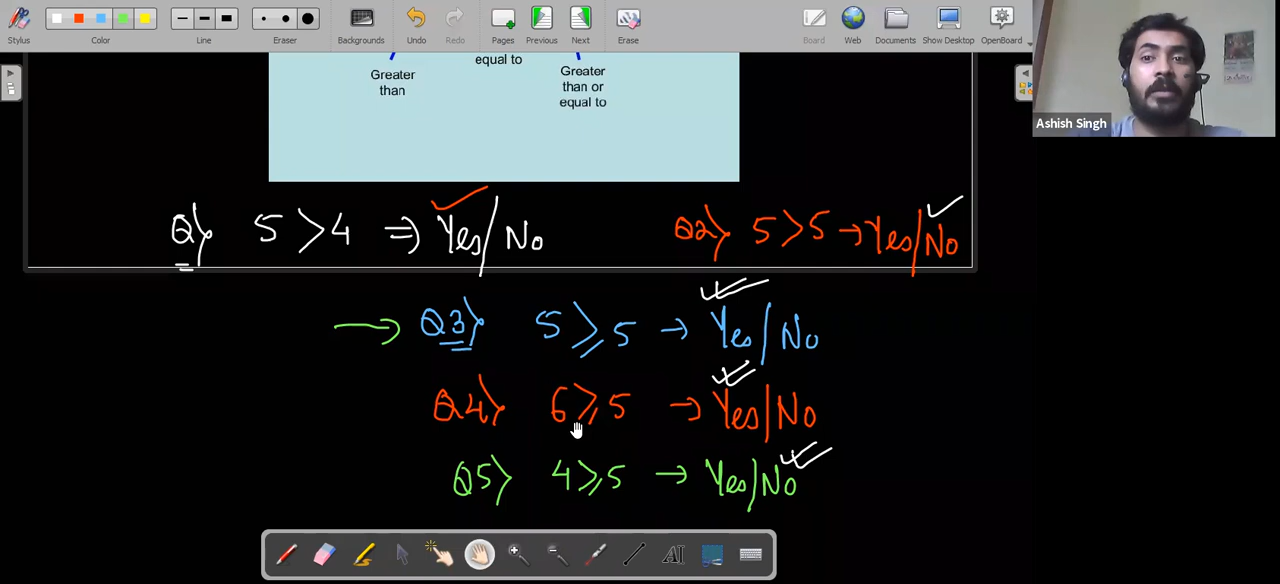 Stylus Color Line Eraser Backgrounds Undo Redo Pages Previous Next Erase Board Web Documents Show Desktop OpenBoard
equal to
Greater
than
Greater
than or
equal to
Ashish Singh
Q> 5 > 4 ⇒ Yes/No
Q2> 5 > 5 → Yes/No
Q3> 5 ≥ 5 → Yes/No
Q4> 6 ≥ 5 → Yes/No
Q5> 4 ≥ 5 → Yes/No
AI